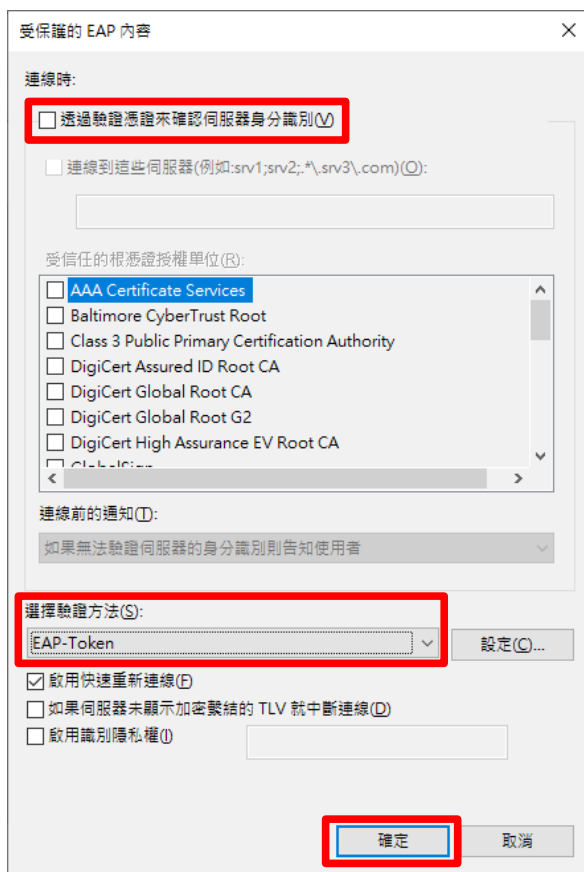 受保護的 EAP 內容
連線時:
透過驗證憑證來確認伺服器身分識別(V)
連線到這些伺服器(例如:srv1;srv2;.*\.srv3\.com)(O):
受信任的根憑證授權單位(R):
AAA Certificate Services
Baltimore CyberTrust Root
Class 3 Public Primary Certification Authority
DigiCert Assured ID Root CA
DigiCert Global Root CA
DigiCert Global Root G2
DigiCert High Assurance EV Root CA
GlobalSign
連線前的通知(T):
如果無法驗證伺服器的身分識別則告知使用者
選擇驗證方法(S):
EAP-Token
設定(C)...
啟用快速重新連線(F)
如果伺服器未顯示加密繫結的 TLV 就中斷連線(D)
啟用識別隱私權(I)
確定
取消